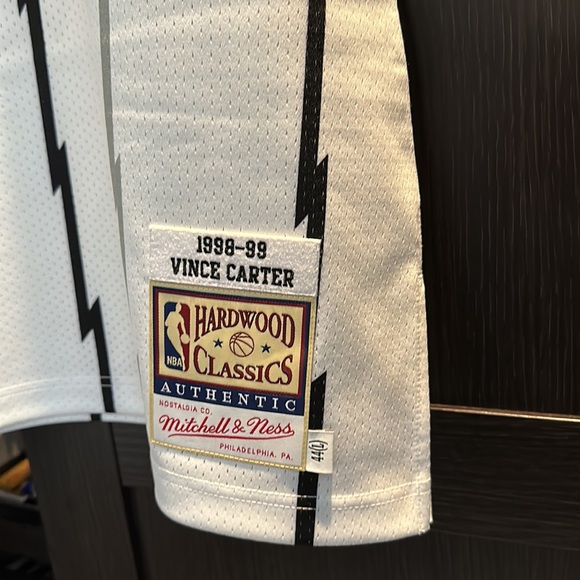 1998-99
VINCE CARTER
NBA
HARDWOOD
CLASSICS
AUTHENTIC
NOSTALGIA CO.
Mitchell & Ness
PHILADELPHIA, PA.
44(L)